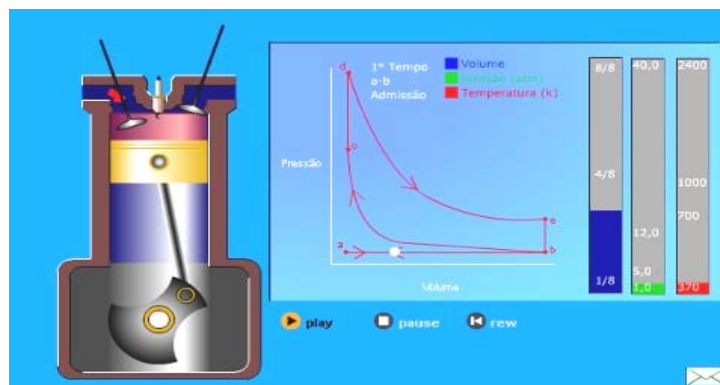 d
1° Tempo
a-b
Admissão
Volume
Pressão (atm)
Temperatura (k)
Pressão
c
e
a
b
Volume
8/8
4/8
1/8
40,0
12,0
5,0
1,0
2400
1000
700
370
play
pause
rew